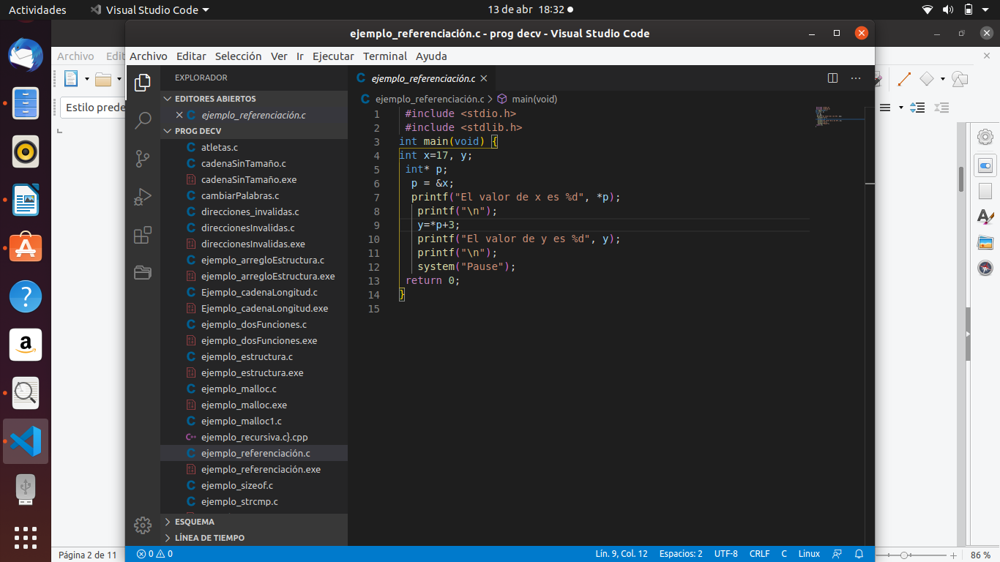 Actividades Visual Studio Code 13 de abr 18:32
ejemplo_referenciación.c - prog decv - Visual Studio Code
Archivo
Archivo Editar Selección Ver Ir Ejecutar Terminal Ayuda
EXPLORADOR
ejemplo_referenciación.c
EDITORES ABIERTOS
ejemplo_referenciación.c
PROG DECV
atletas.c
cadenaSinTamaño.c
cadenaSinTamaño.exe
cambiarPalabras.c
direcciones_invalidas.c
direccionesInvalidas.c
direccionesInvalidas.exe
ejemplo_arregloEstructura.c
ejemplo_arregloEstructura.exe
Ejemplo_cadenaLongitud.c
Ejemplo_cadenaLongitud.exe
ejemplo_dosFunciones.c
ejemplo_dosFunciones.exe
ejemplo_estructura.c
ejemplo_estructura.exe
ejemplo_malloc.c
ejemplo_malloc.exe
ejemplo_malloc1.c
ejemplo_recursiva.c}.cpp
ejemplo_referenciación.c
ejemplo_referenciación.exe
ejemplo_sizeof.c
ejemplo_strcmp.c
ESQUEMA
LÍNEA DE TIEMPO
ejemplo_referenciación.c > main(void)
1 #include <stdio.h>
2 #include <stdlib.h>
3 int main(void) {
4 int x=17, y;
5 int* p;
6 p = &x;
7 printf("El valor de x es %d", *p);
8 printf("\n");
9 y=*p+3;
10 printf("El valor de y es %d", y);
11 printf("\n");
12 system("Pause");
13 return 0;
14 }
15
Estilo prede
Página 2 de 11
0 0 Lín. 9, Col. 12 Espacios: 2 UTF-8 CRLF C Linux
86 %